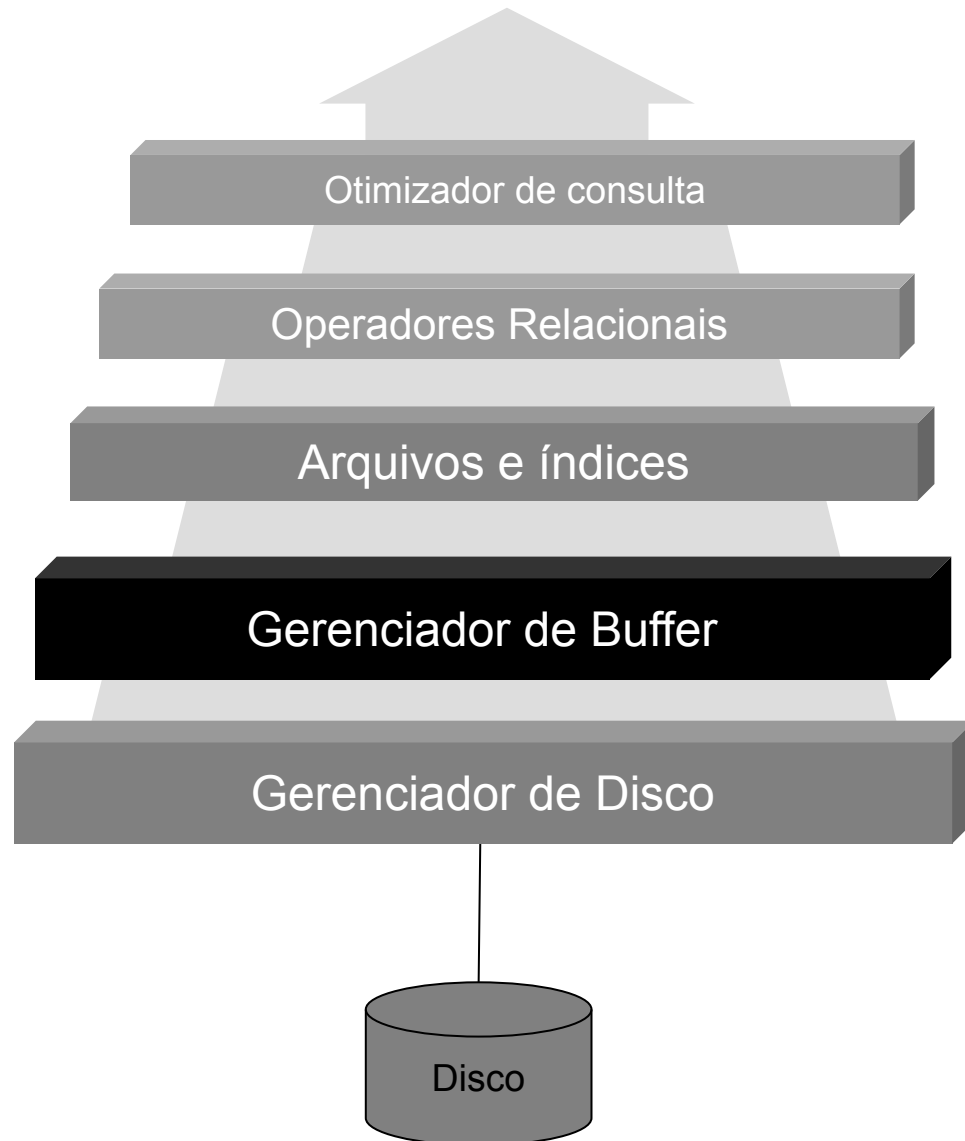 Otimizador de consulta
Operadores Relacionais
Arquivos e índices
Gerenciador de Buffer
Gerenciador de Disco
Disco